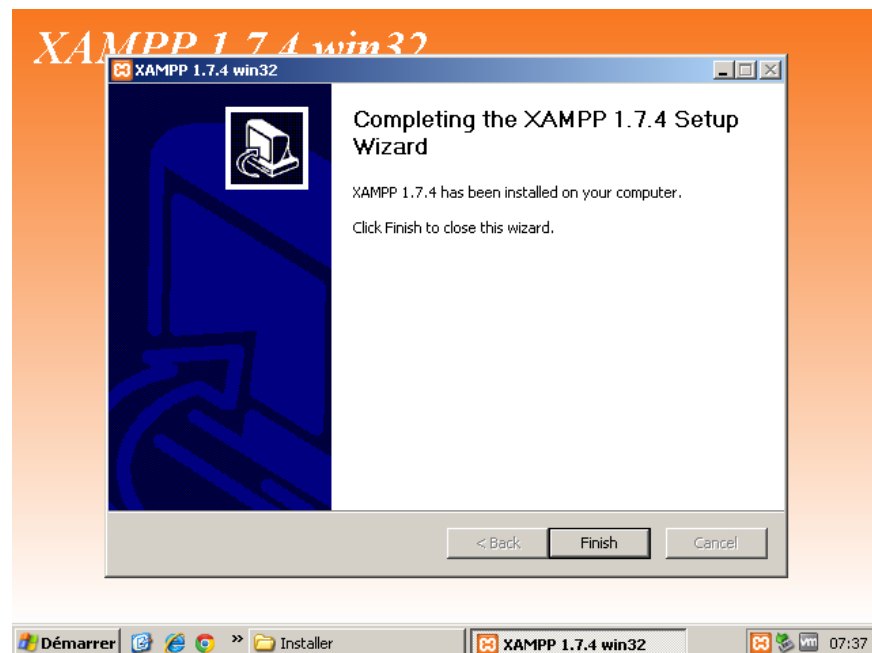 XAMPP 1.7.4 win32
XAMPP 1.7.4 win32
Completing the XAMPP 1.7.4 Setup
Wizard
XAMPP 1.7.4 has been installed on your computer.
Click Finish to close this wizard.
< Back
Finish
Cancel
Démarrer
»
Installer
XAMPP 1.7.4 win32
vm
07:37